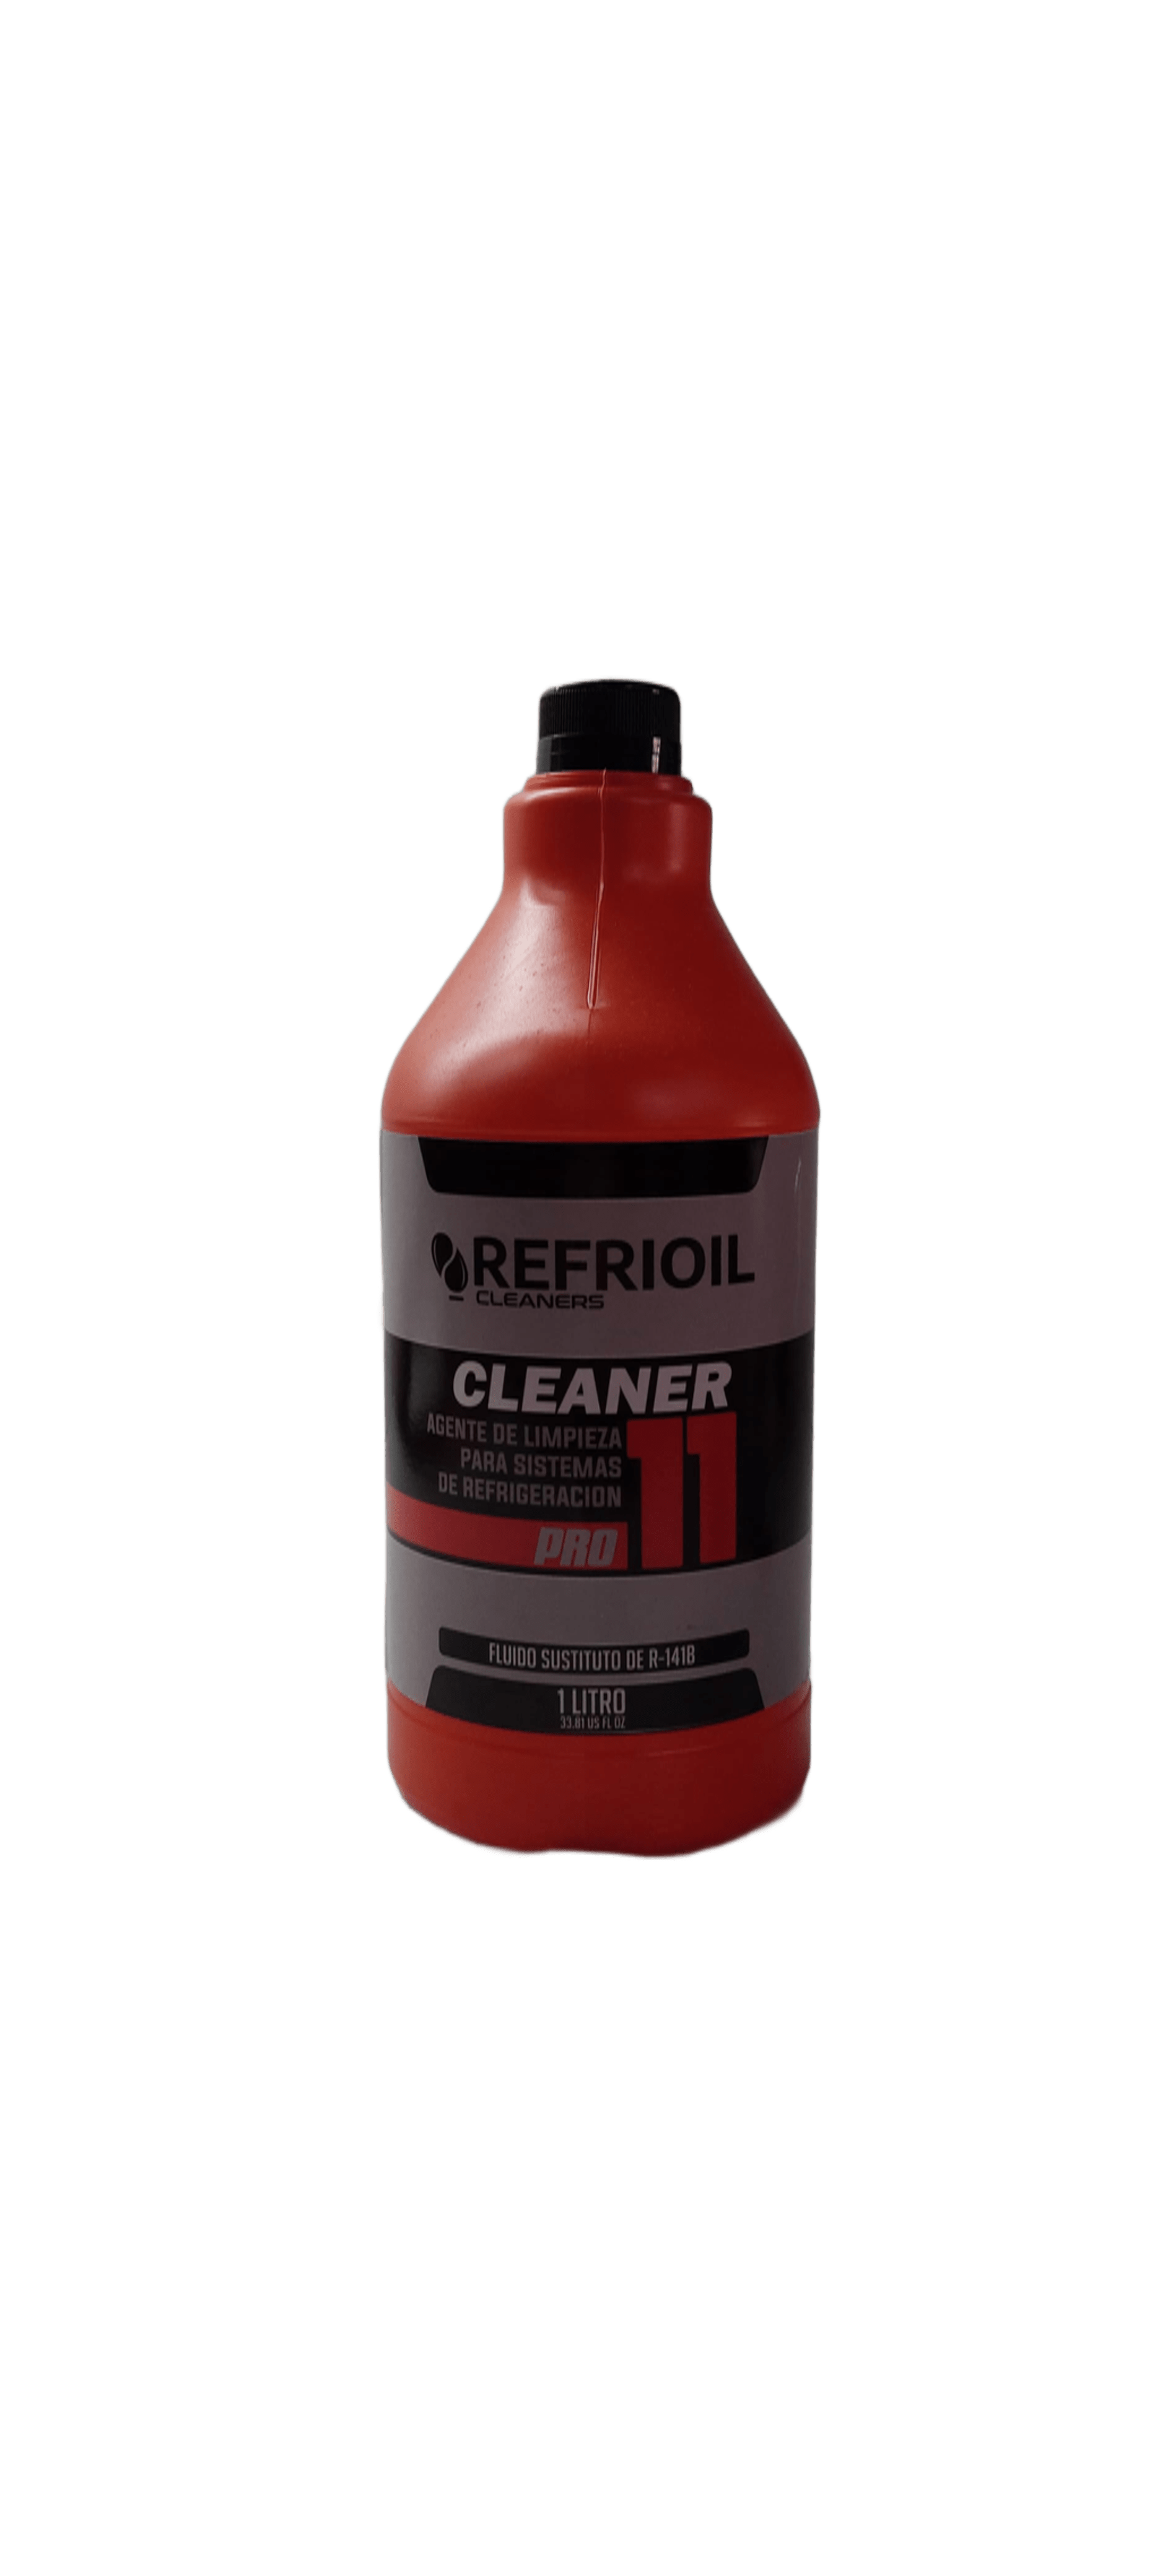 REFRIOIL
CLEANERS
CLEANER
11
AGENTE DE LIMPIEZA
PARA SISTEMAS
DE REFRIGERACION
PRO
FLUIDO SUSTITUTO DE R-141B
1 LITRO
33.81 US FL OZ